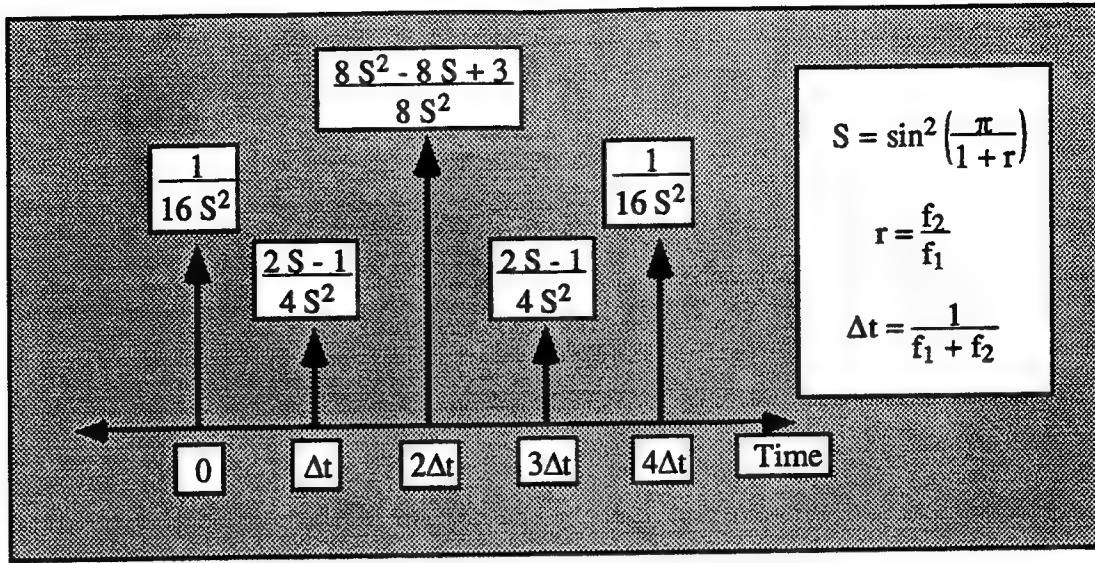 8 S² - 8 S + 3
8 S²
1
16 S²
1
16 S²
2 S - 1
4 S²
2 S - 1
4 S²
0
Δt
2Δt
3Δt
4Δt
Time
S = sin² (π / 1 + r)
r = f₂ / f₁
Δt = 1 / f₁ + f₂